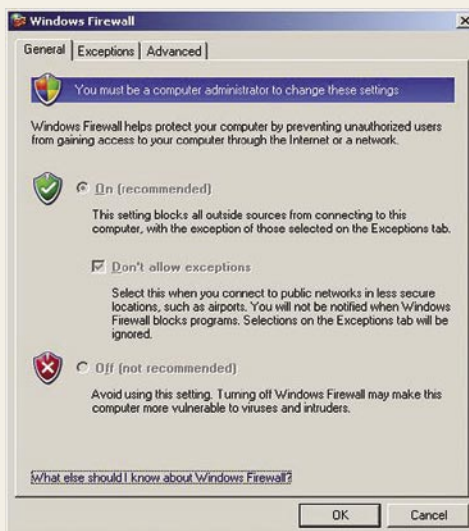 Windows Firewall
General Exceptions Advanced
You must be a computer administrator to change these settings
Windows Firewall helps protect your computer by preventing unauthorized users
from gaining access to your computer through the Internet or a network.
On (recommended)
This setting blocks all outside sources from connecting to this
computer, with the exception of those selected on the Exceptions tab.
Don't allow exceptions
Select this when you connect to public networks in less secure
locations, such as airports. You will not be notified when Windows
Firewall blocks programs. Selections on the Exceptions tab will be
ignored.
Off (not recommended)
Avoid using this setting. Turning off Windows Firewall may make this
computer more vulnerable to viruses and intruders.
What else should I know about Windows Firewall?
OK Cancel